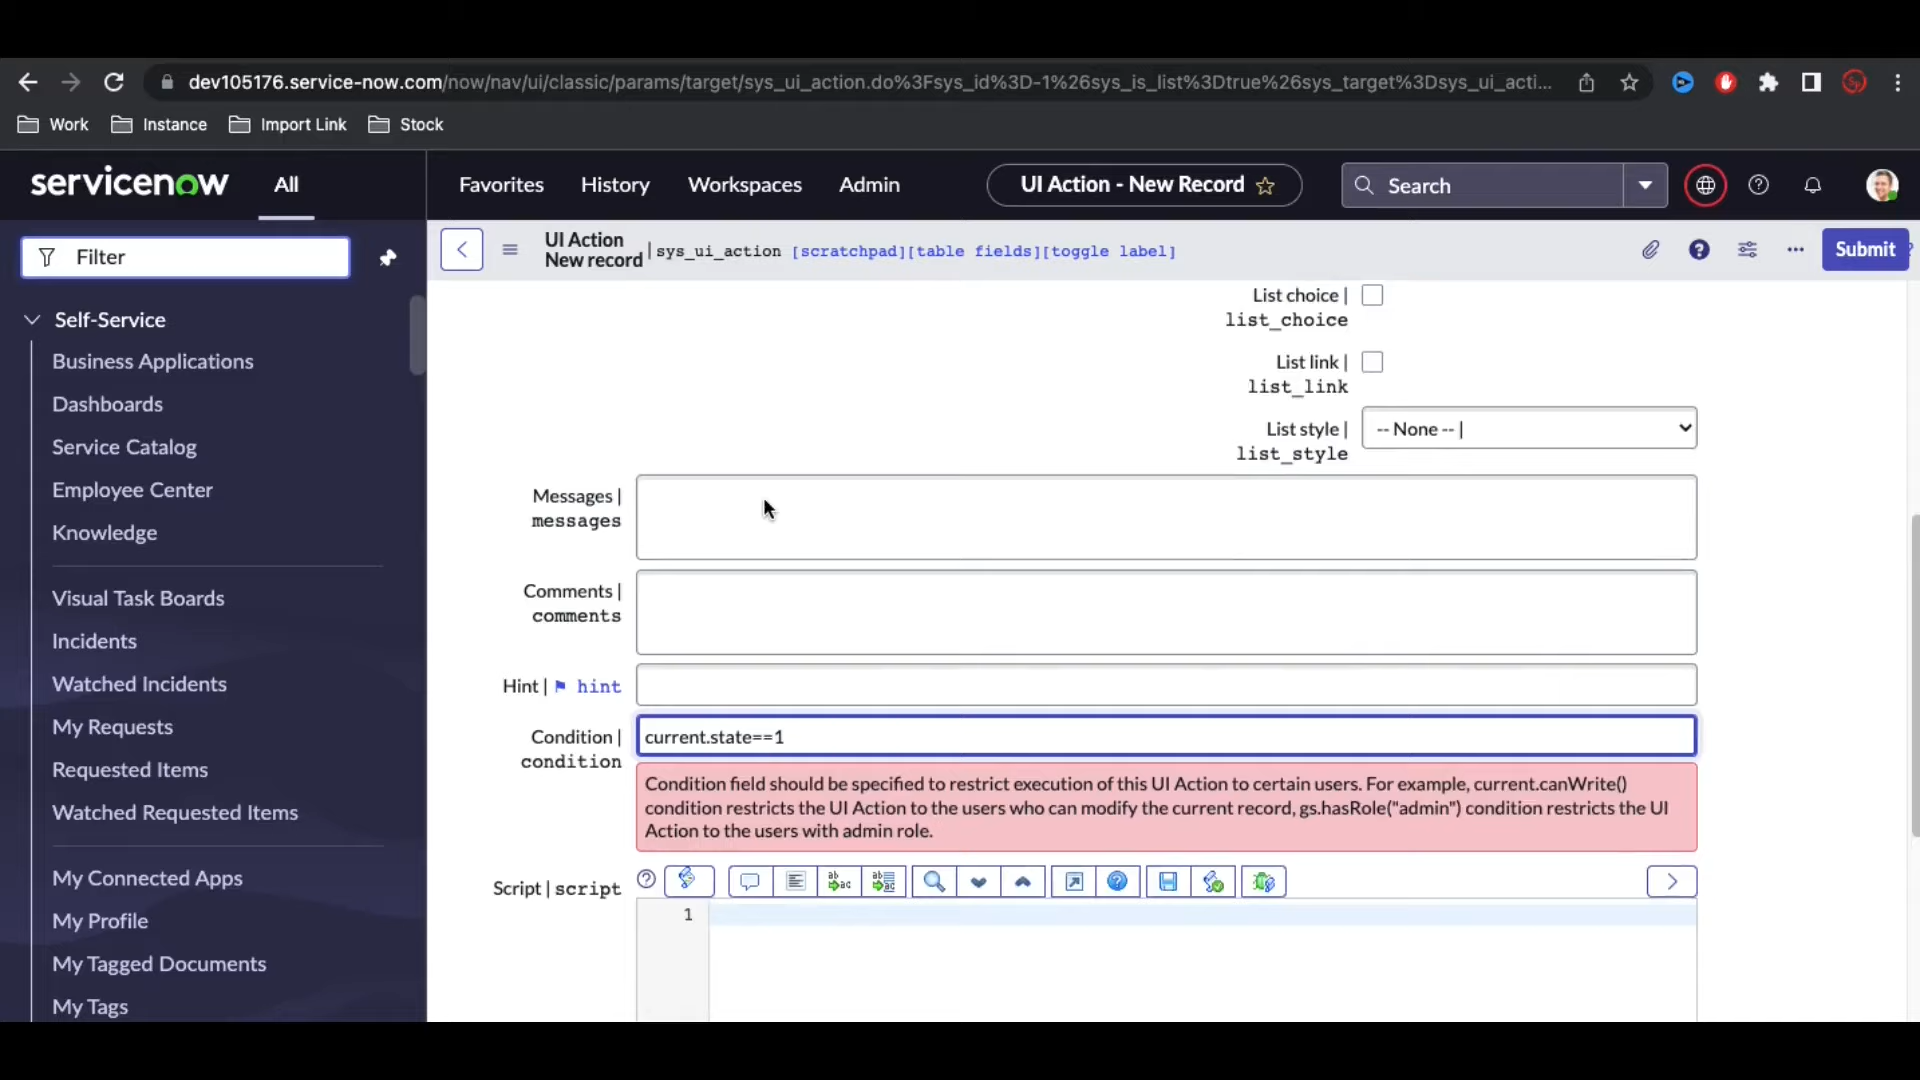 dev105176.service-now.com/now/nav/ui/classic/params/target/sys_ui_action.do%3Fsys_id%3D-1%26sys_is_list%3Dtrue%26sys_target%3Dsys_ui_acti...
Work Instance Import Link Stock
servicenow All Favorites History Workspaces Admin UI Action - New Record Search
Filter
UI Action
New record | sys_ui_action [scratchpad][table fields][toggle label] Submit
Self-Service
Business Applications
Dashboards
Service Catalog
Employee Center
Knowledge
Visual Task Boards
Incidents
Watched Incidents
My Requests
Requested Items
Watched Requested Items
My Connected Apps
My Profile
My Tagged Documents
My Tags
List choice |
list_choice
List link |
list_link
List style | -- None -- |
list_style
Messages |
messages
Comments |
comments
Hint | hint
Condition | current.state==1
condition
Condition field should be specified to restrict execution of this UI Action to certain users. For example, current.canWrite()
condition restricts the UI Action to the users who can modify the current record, gs.hasRole("admin") condition restricts the UI
Action to the users with admin role.
Script | script
1